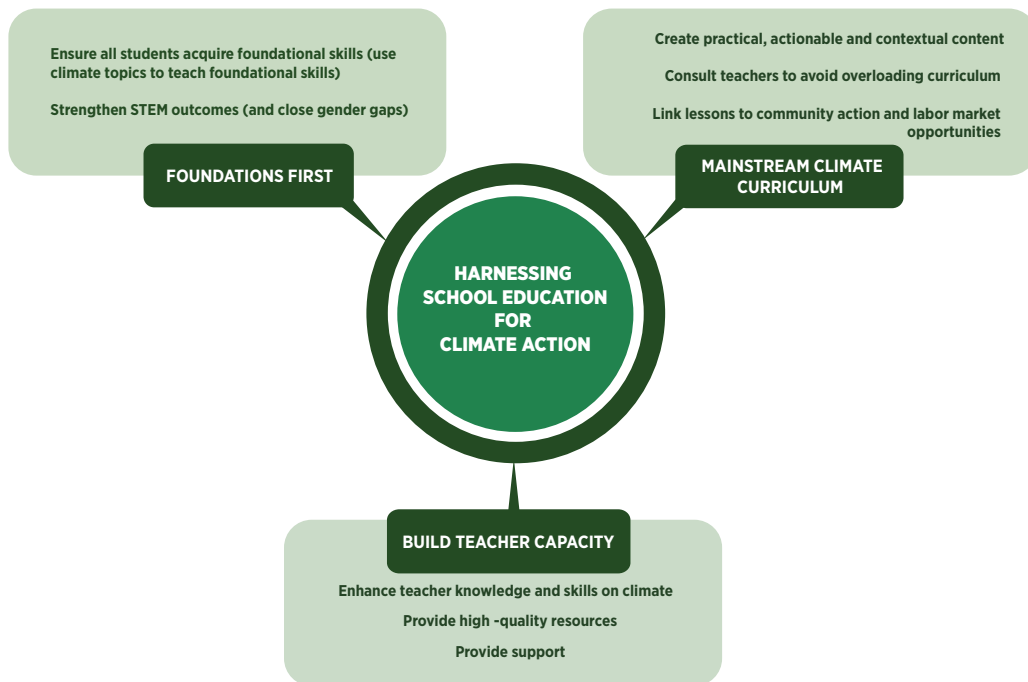 Ensure all students acquire foundational skills (use
climate topics to teach foundational skills)
Strengthen STEM outcomes (and close gender gaps)
FOUNDATIONS FIRST
Create practical, actionable and contextual content
Consult teachers to avoid overloading curriculum
Link lessons to community action and labor market
opportunities
MAINSTREAM CLIMATE
CURRICULUM
HARNESSING
SCHOOL EDUCATION
FOR
CLIMATE ACTION
BUILD TEACHER CAPACITY
Enhance teacher knowledge and skills on climate
Provide high -quality resources
Provide support